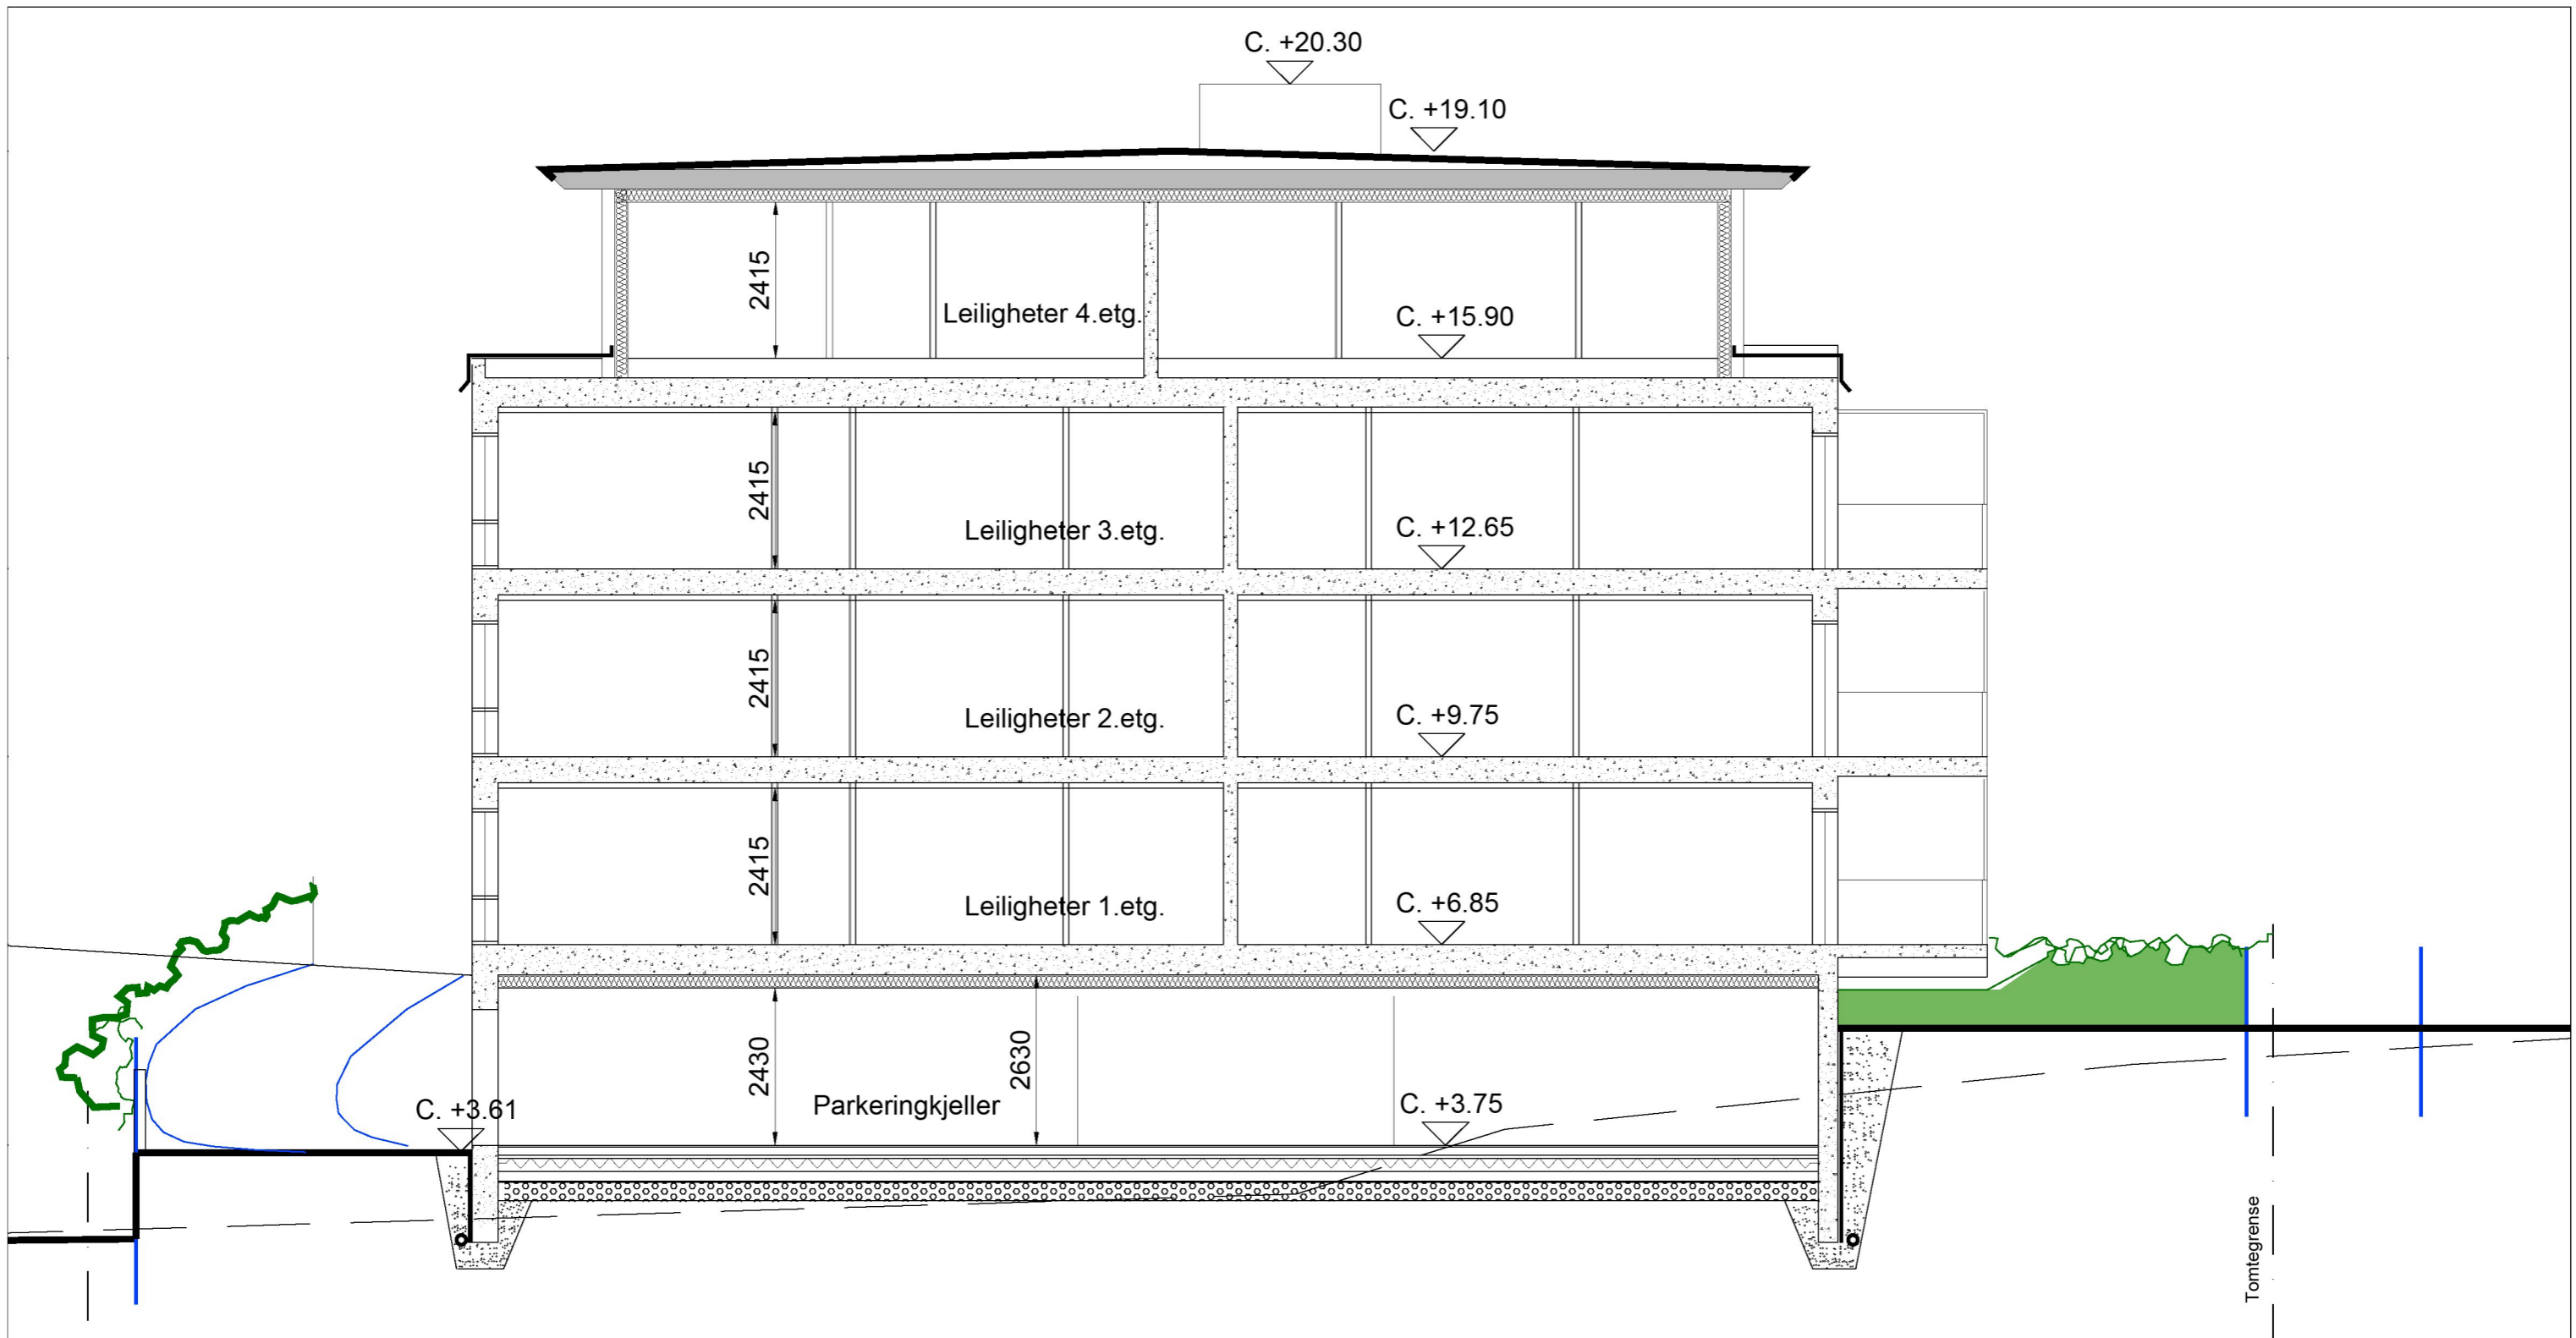 C. +20.30
C. +19.10
2415
Leiligheter 4.etg.
C. +15.90
2415
Leiligheter 3.etg.
C. +12.65
2415
Leiligheter 2.etg.
C. +9.75
2415
Leiligheter 1.etg.
C. +6.85
2430
2630
Parkeringkjeller
C. +3.61
C. +3.75
Tomtegrense